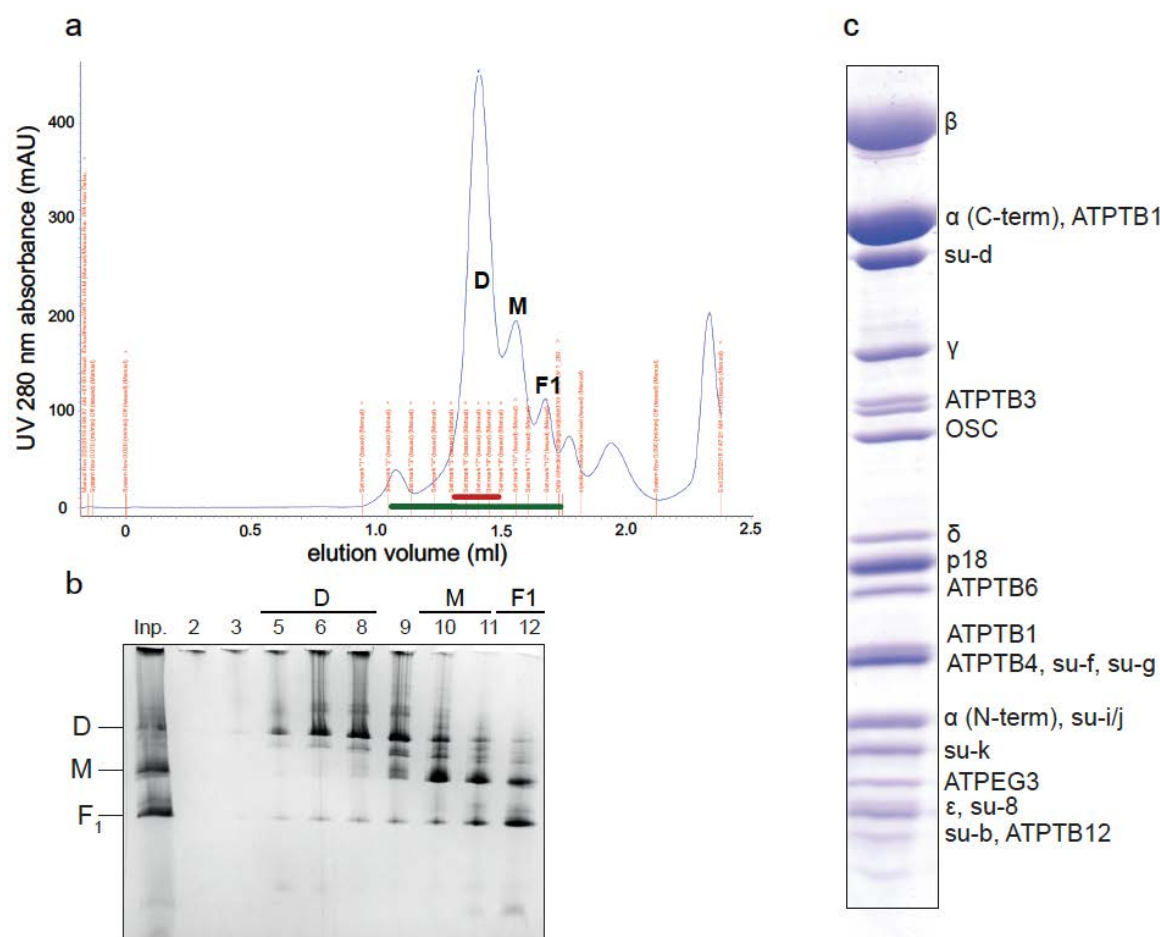 a
UV 280 nm absorbance (mAU)
400
300
200
100
0
D
M
F1
0
0.5
1.0
1.5
2.0
2.5
elution volume (ml)
b
D M F1
Inp. 2 3 5 6 8 9 10 11 12
D
M
F1
c
β
α (C-term), ATPTB1
su-d
γ
ATPTB3
OSC
δ
p18
ATPTB6
ATPTB1
ATPTB4, su-f, su-g
α (N-term), su-i/j
su-k
ATPEG3
ε, su-8
su-b, ATPTB12